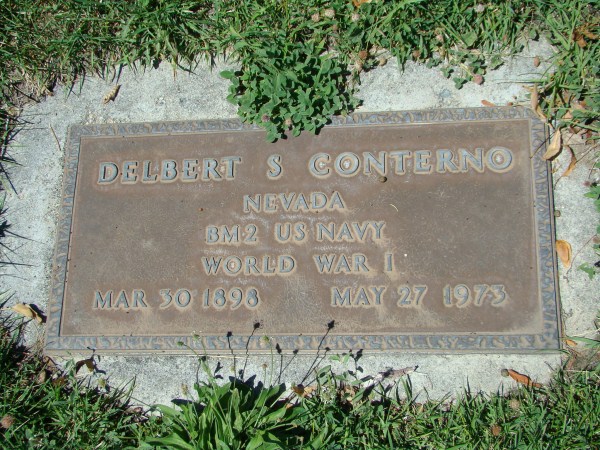 DELBERT S CONTERNO
NEVADA
BM2 US NAVY
WORLD WAR I
MAR 30 1898 MAY 27 1973